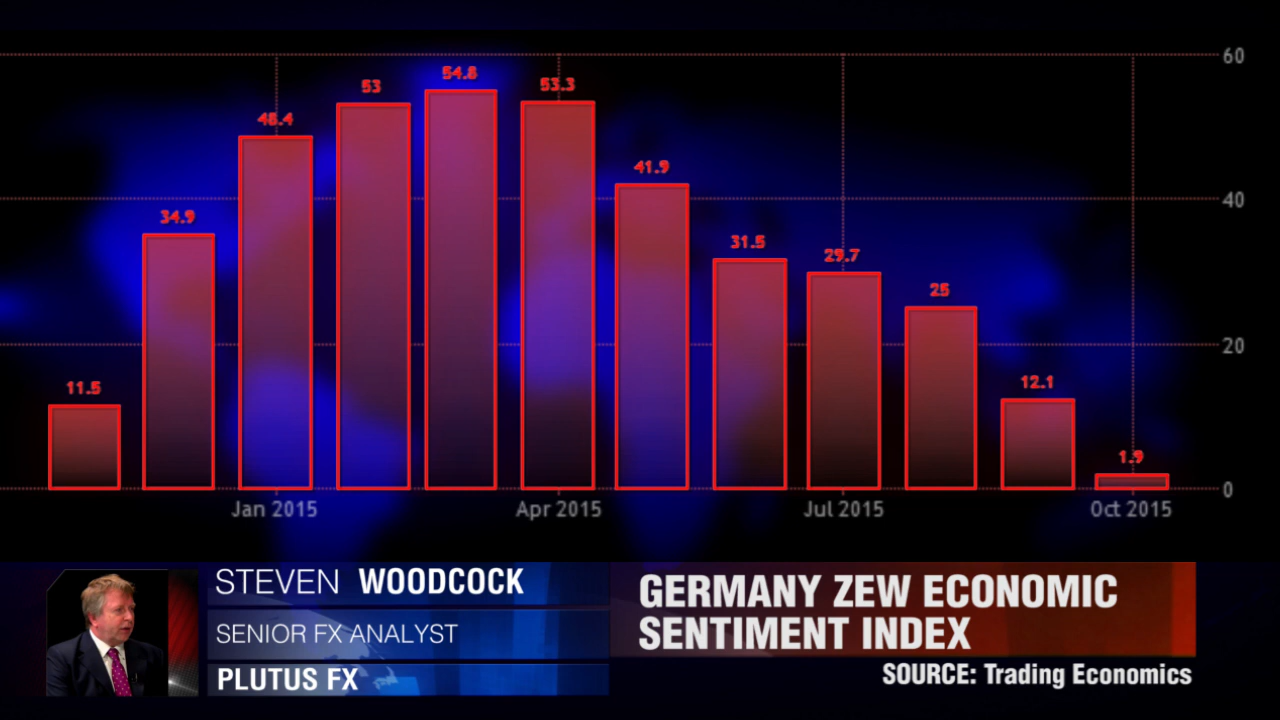 60
54.8
53
53.3
48.4
41.9
40
34.9
31.5
29.7
25
20
11.5
12.1
1.9
0
Jan 2015
Apr 2015
Jul 2015
Oct 2015
STEVEN WOODCOCK
SENIOR FX ANALYST
PLUTUS FX
GERMANY ZEW ECONOMIC
SENTIMENT INDEX
SOURCE: Trading Economics